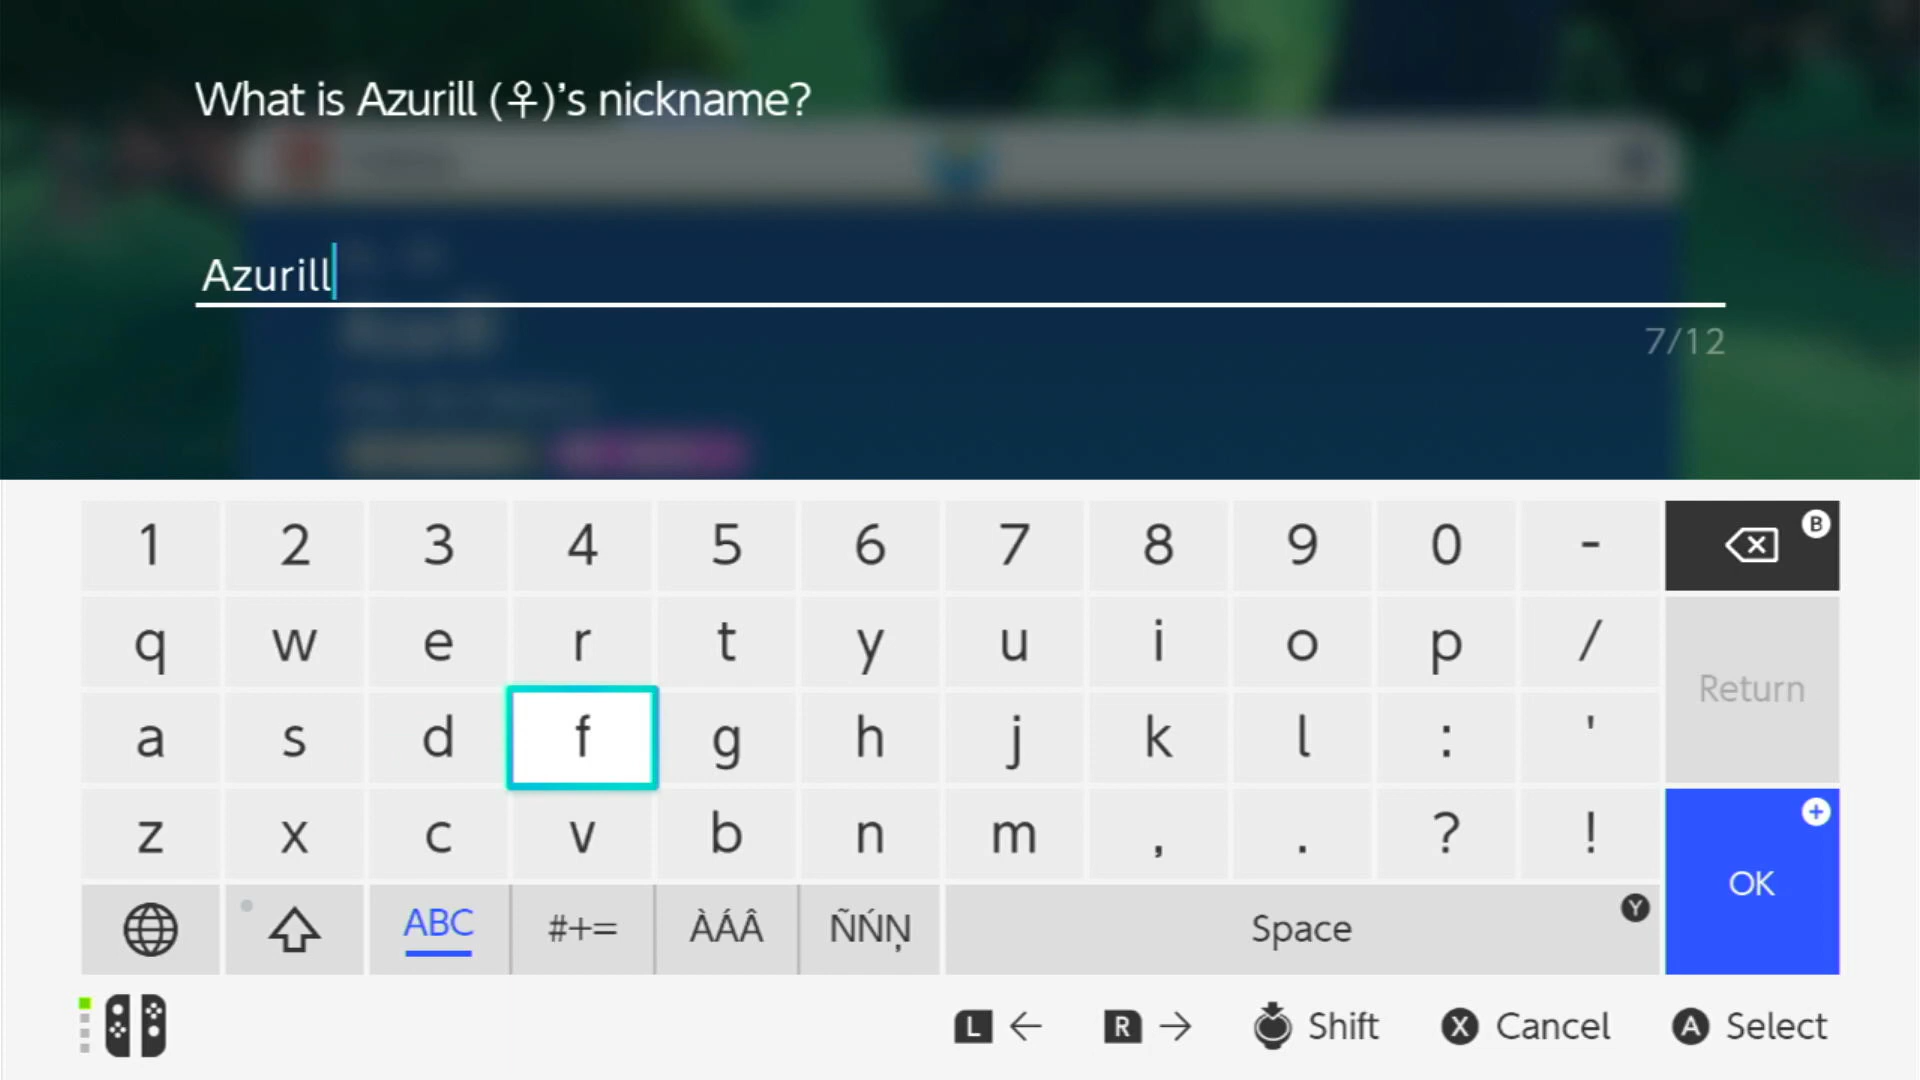 What is Azurill (♀)'s nickname?
Azurill
7/12
1 2 3 4 5 6 7 8 9 0 - B
q w e r t y u i o p /
Return
a s d f g h j k l : '
z x c v b n m , . ? ! +
OK
ABC #+= ÀÁÂ ÑŃŅ Space Y
L ← R → Shift X Cancel A Select